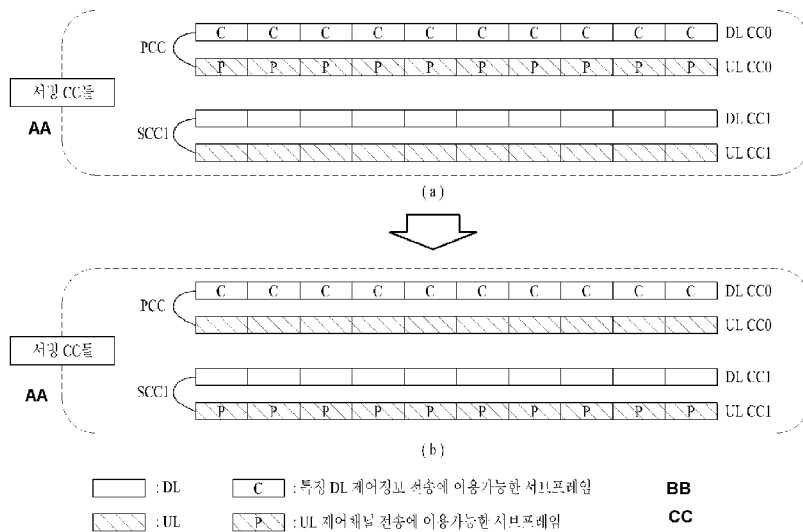 C C C C C C C C C C DL CC0
PCC
P P P P P P P P P P UL CC0
서빙 CC들
AA
DL CC1
SCC1
UL CC1
(a)
C C C C C C C C C C DL CC0
PCC
UL CC0
서빙 CC들
AA
DL CC1
SCC1
P P P P P P P P P P UL CC1
(b)
: DL C : 특정 DL 제어정보 전송에 이용가능한 서브프레임 BB
: UL P : UL 제어채널 전송에 이용가능한 서브프레임 CC